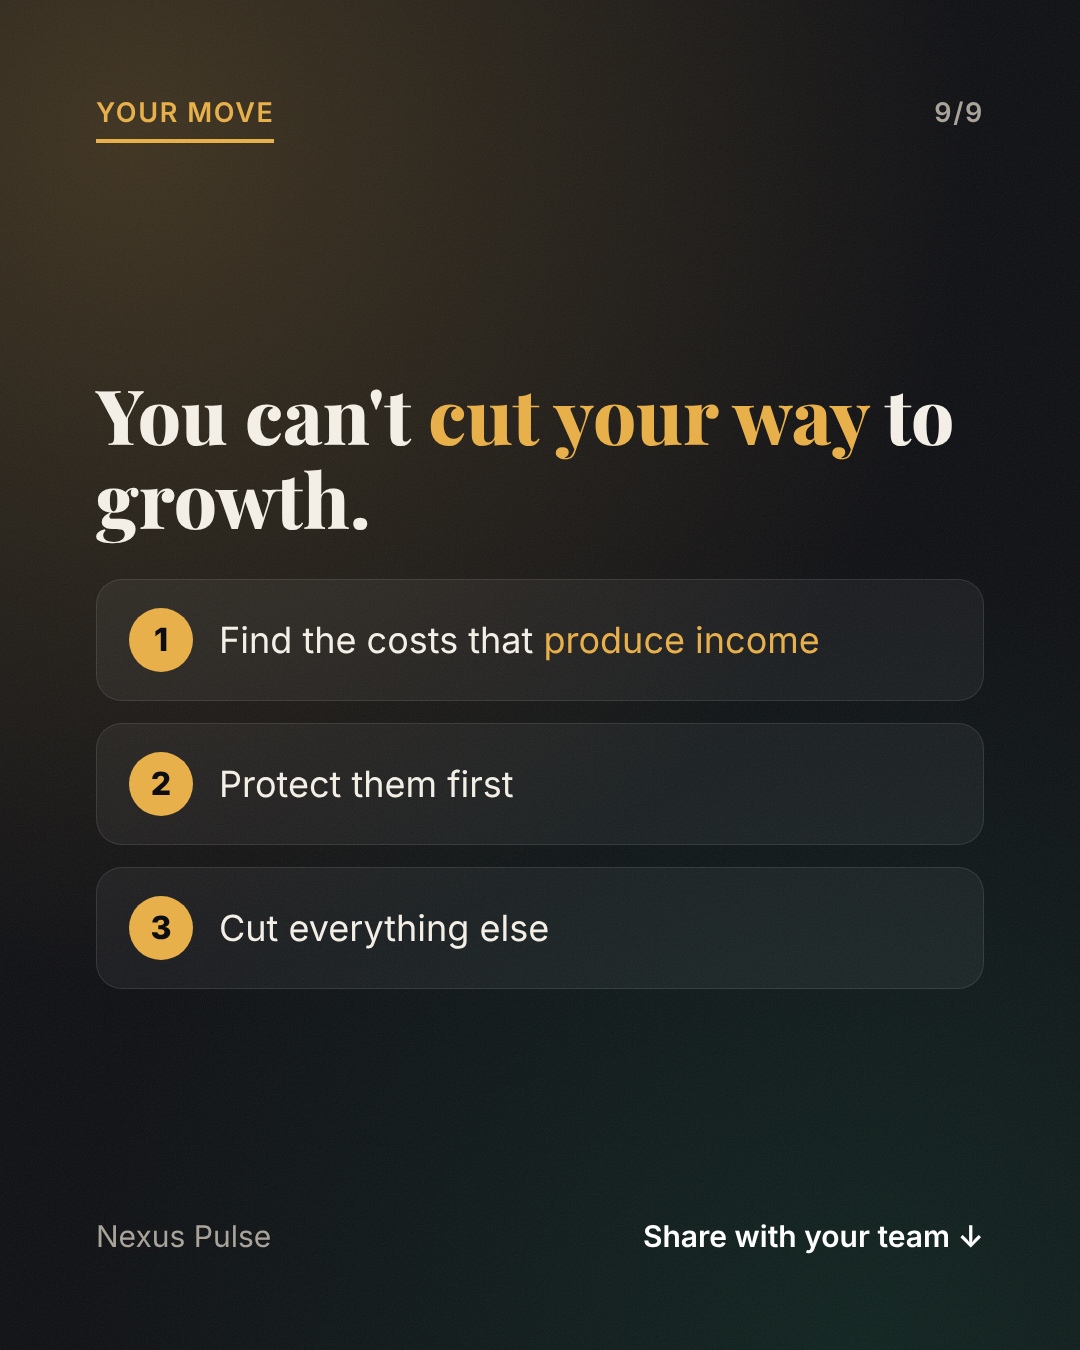 YOUR MOVE
9/9
You can't cut your way to
growth.
1 Find the costs that produce income
2 Protect them first
3 Cut everything else
Nexus Pulse
Share with your team ↓